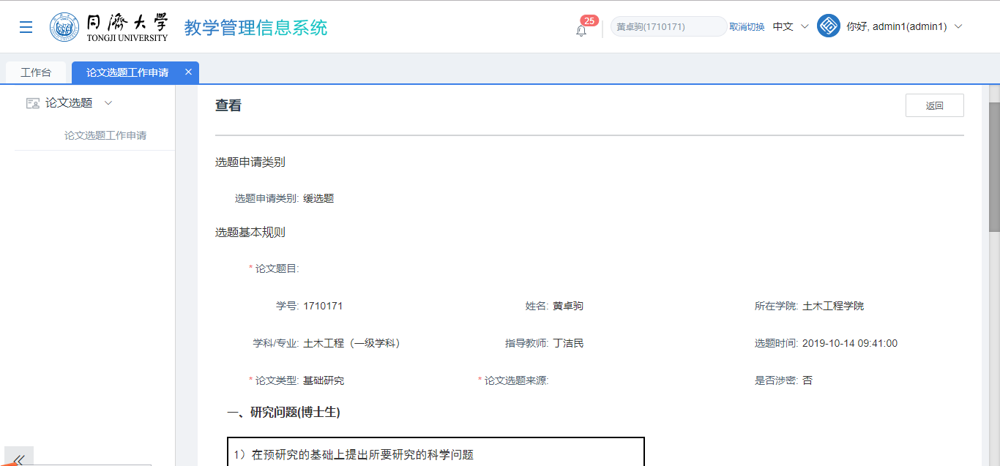 同济大学
TONGJI UNIVERSITY
教学管理信息系统
25
黄卓驹(1710171)
取消切换
中文
你好, admin1(admin1)
工作台
论文选题工作申请
论文选题
论文选题工作申请
查看
返回
选题申请类别
选题申请类别: 缓选题
选题基本规则
* 论文题目:
学号: 1710171 姓名: 黄卓驹 所在学院: 土木工程学院
学科/专业: 土木工程（一级学科） 指导教师: 丁洁民 选题时间: 2019-10-14 09:41:00
* 论文类型: 基础研究 * 论文选题来源: 是否涉密: 否
一、研究问题(博士生)
1）在预研究的基础上提出所要研究的科学问题